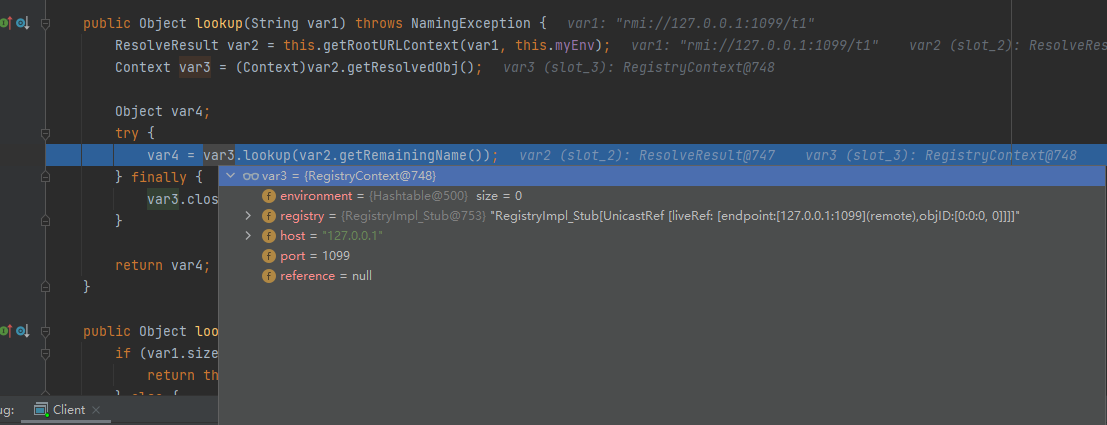 public Object lookup(String var1) throws NamingException {   var1: "rmi://127.0.0.1:1099/t1"
ResolveResult var2 = this.getRootURLContext(var1, this.myEnv);   var1: "rmi://127.0.0.1:1099/t1"   var2 (slot_2): ResolveRes
Context var3 = (Context)var2.getResolvedObj();   var3 (slot_3): RegistryContext@748
Object var4;
try {
var4 = var3.lookup(var2.getRemainingName());   var2 (slot_2): ResolveResult@747   var3 (slot_3): RegistryContext@748
} finally {
var3.clos
}
return var4;
}
public Object loo
if (var1.size
return th
} else {
var3 = {RegistryContext@748}
environment = {Hashtable@500} size = 0
registry = {RegistryImpl_Stub@753} "RegistryImpl_Stub[UnicastRef [liveRef: [endpoint:[127.0.0.1:1099](remote),objID:[0:0:0, 0]]]]"
host = "127.0.0.1"
port = 1099
reference = null
ug:
Client